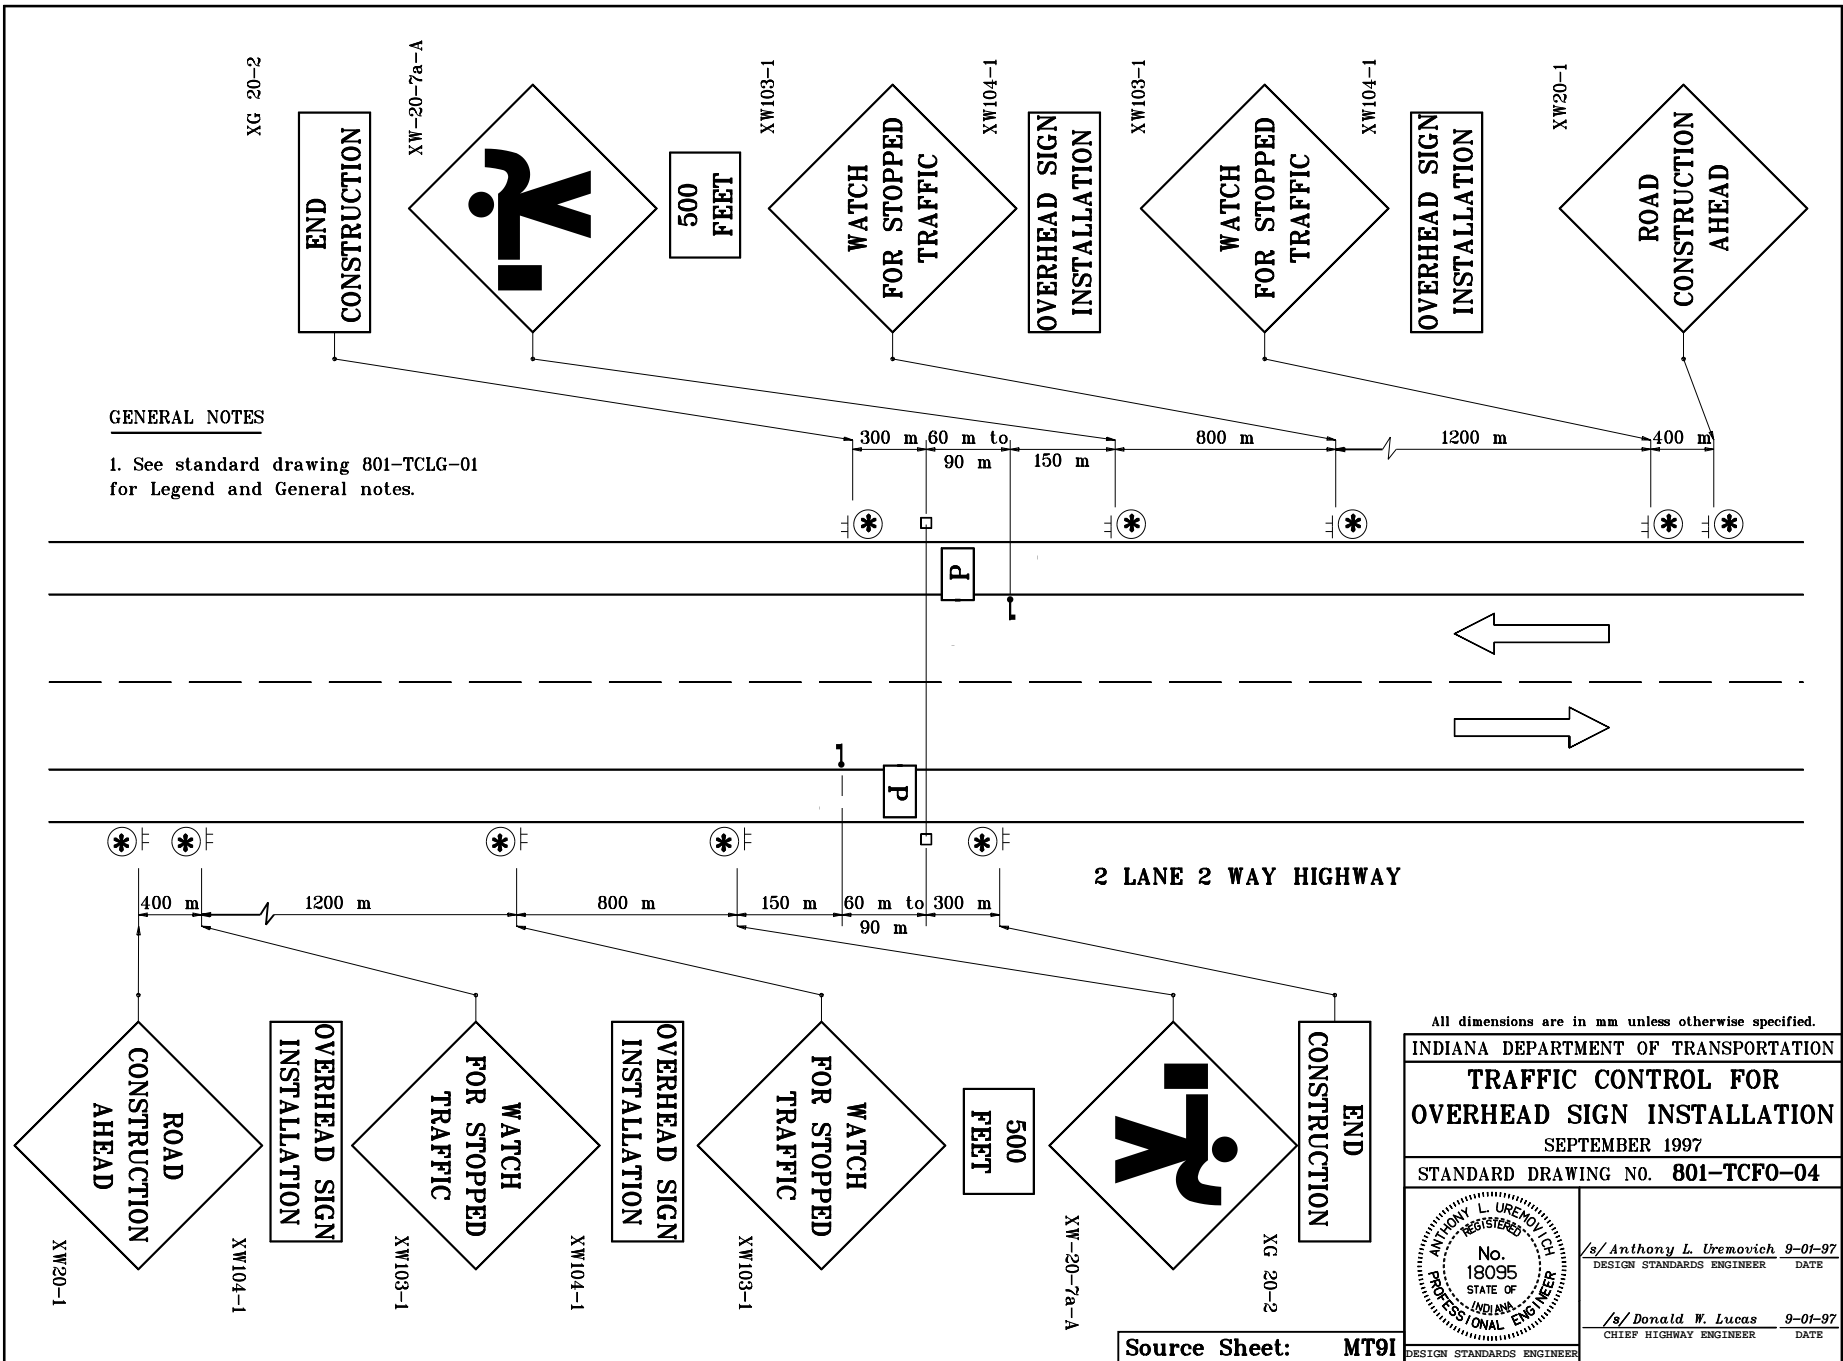 XG 20-2
END
CONSTRUCTION
XW-20-7a-A
500
FEET
XW103-1
WATCH
FOR STOPPED
TRAFFIC
XW104-1
OVERHEAD SIGN
INSTALLATION
XW103-1
WATCH
FOR STOPPED
TRAFFIC
XW104-1
OVERHEAD SIGN
INSTALLATION
XW20-1
ROAD
CONSTRUCTION
AHEAD
GENERAL NOTES
1. See standard drawing 801-TCLG-01
for Legend and General notes.
300 m
60 m to
90 m
150 m
800 m
1200 m
400 m
P
P
2 LANE 2 WAY HIGHWAY
400 m
1200 m
800 m
150 m
60 m to
90 m
300 m
XW20-1
ROAD
CONSTRUCTION
AHEAD
XW104-1
OVERHEAD SIGN
INSTALLATION
XW103-1
WATCH
FOR STOPPED
TRAFFIC
XW104-1
OVERHEAD SIGN
INSTALLATION
XW103-1
WATCH
FOR STOPPED
TRAFFIC
500
FEET
XW-20-7a-A
XG 20-2
END
CONSTRUCTION
All dimensions are in mm unless otherwise specified.
INDIANA DEPARTMENT OF TRANSPORTATION
TRAFFIC CONTROL FOR
OVERHEAD SIGN INSTALLATION
SEPTEMBER 1997
STANDARD DRAWING NO. 801-TCFO-04
ANTHONY L. UREMOVICH
REGISTERED
No.
18095
STATE OF
INDIANA
PROFESSIONAL ENGINEER
DESIGN STANDARDS ENGINEER
/s/ Anthony L. Uremovich 9-01-97
DESIGN STANDARDS ENGINEER DATE
/s/ Donald W. Lucas 9-01-97
CHIEF HIGHWAY ENGINEER DATE
Source Sheet: MT9I